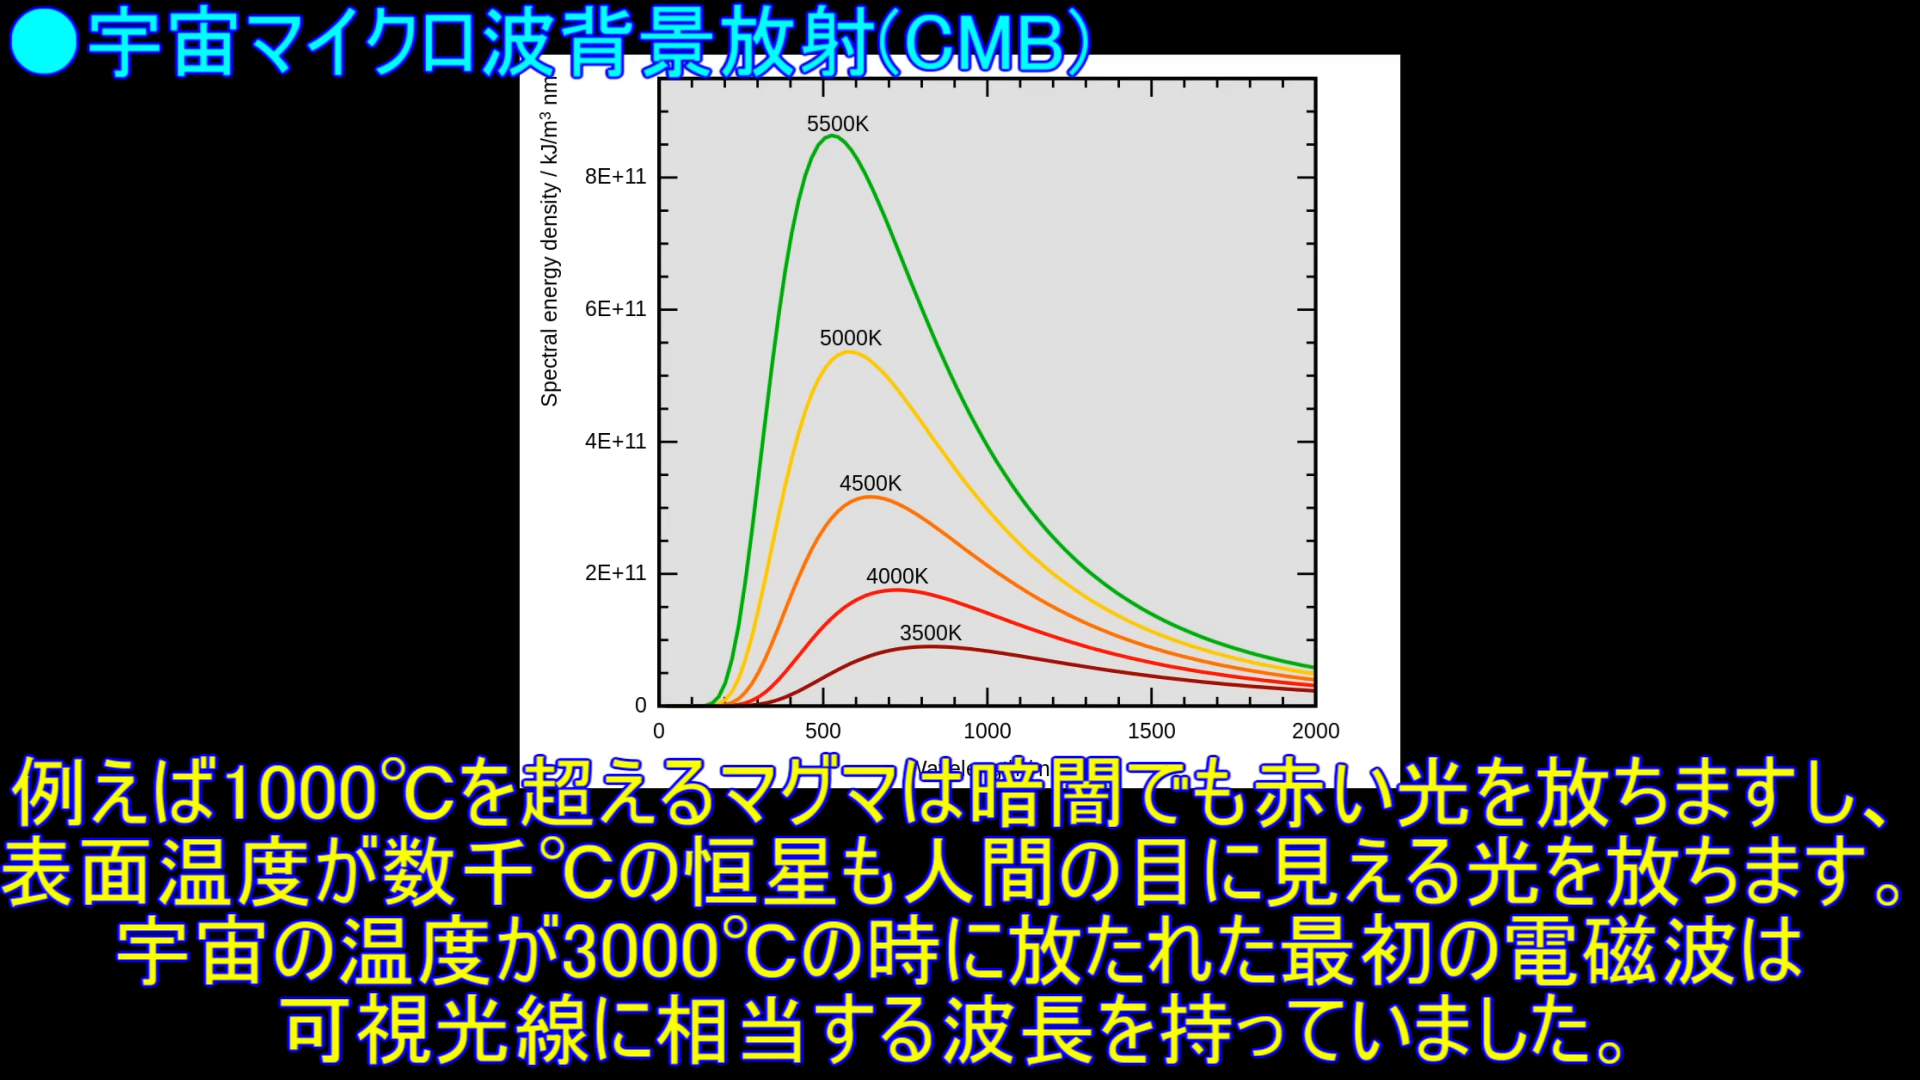 ●宇宙マイクロ波背景放射(CMB)
Spectral energy density / kJ/m³ nm
5500K
8E+11
5000K
6E+11
4500K
4E+11
4000K
2E+11
3500K
0
0 500 1000 1500 2000
例えば1000℃を超えるマグマは暗闇でも赤い光を放ちますし、
表面温度が数千℃の恒星も人間の目に見える光を放ちます。
宇宙の温度が3000℃の時に放たれた最初の電磁波は
可視光線に相当する波長を持っていました。